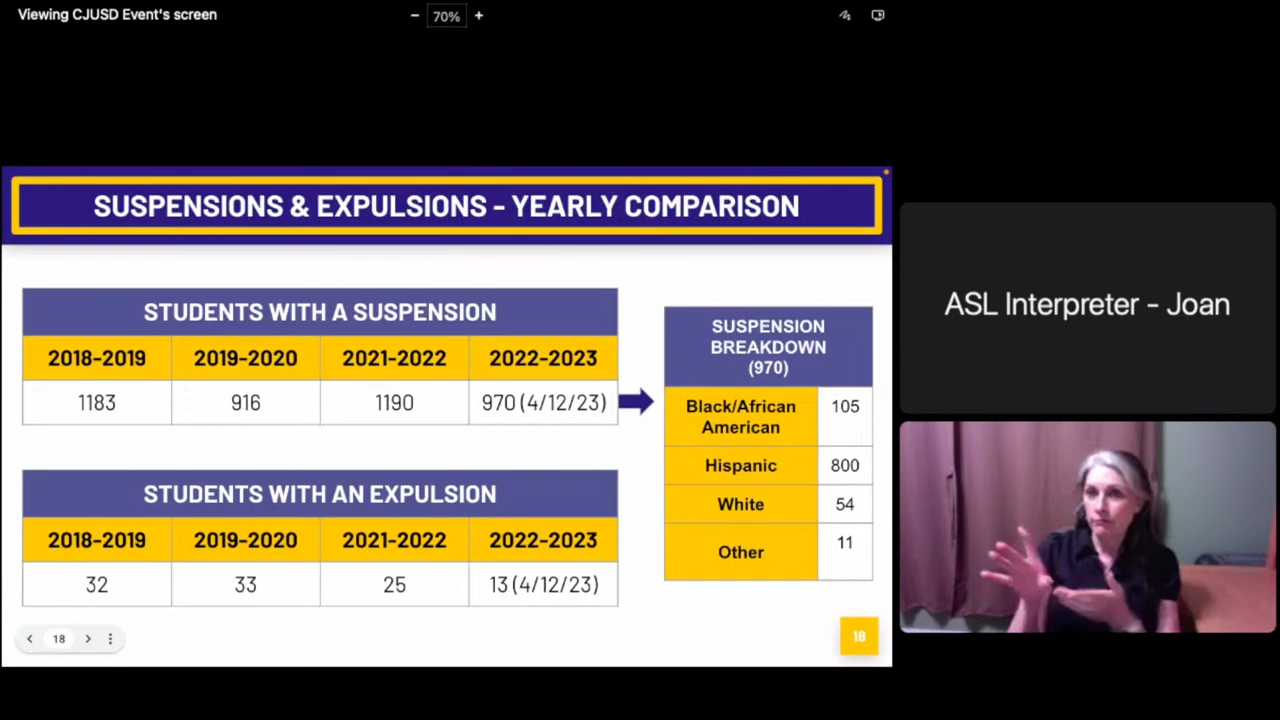 Viewing CJUSD Event's screen
− 70% +
SUSPENSIONS & EXPULSIONS - YEARLY COMPARISON
STUDENTS WITH A SUSPENSION
2018-2019 2019-2020 2021-2022 2022-2023
1183 916 1190 970 (4/12/23)
STUDENTS WITH AN EXPULSION
2018-2019 2019-2020 2021-2022 2022-2023
32 33 25 13 (4/12/23)
SUSPENSION
BREAKDOWN
(970)
Black/African 105
American
Hispanic 800
White 54
Other 11
18
18
ASL Interpreter - Joan